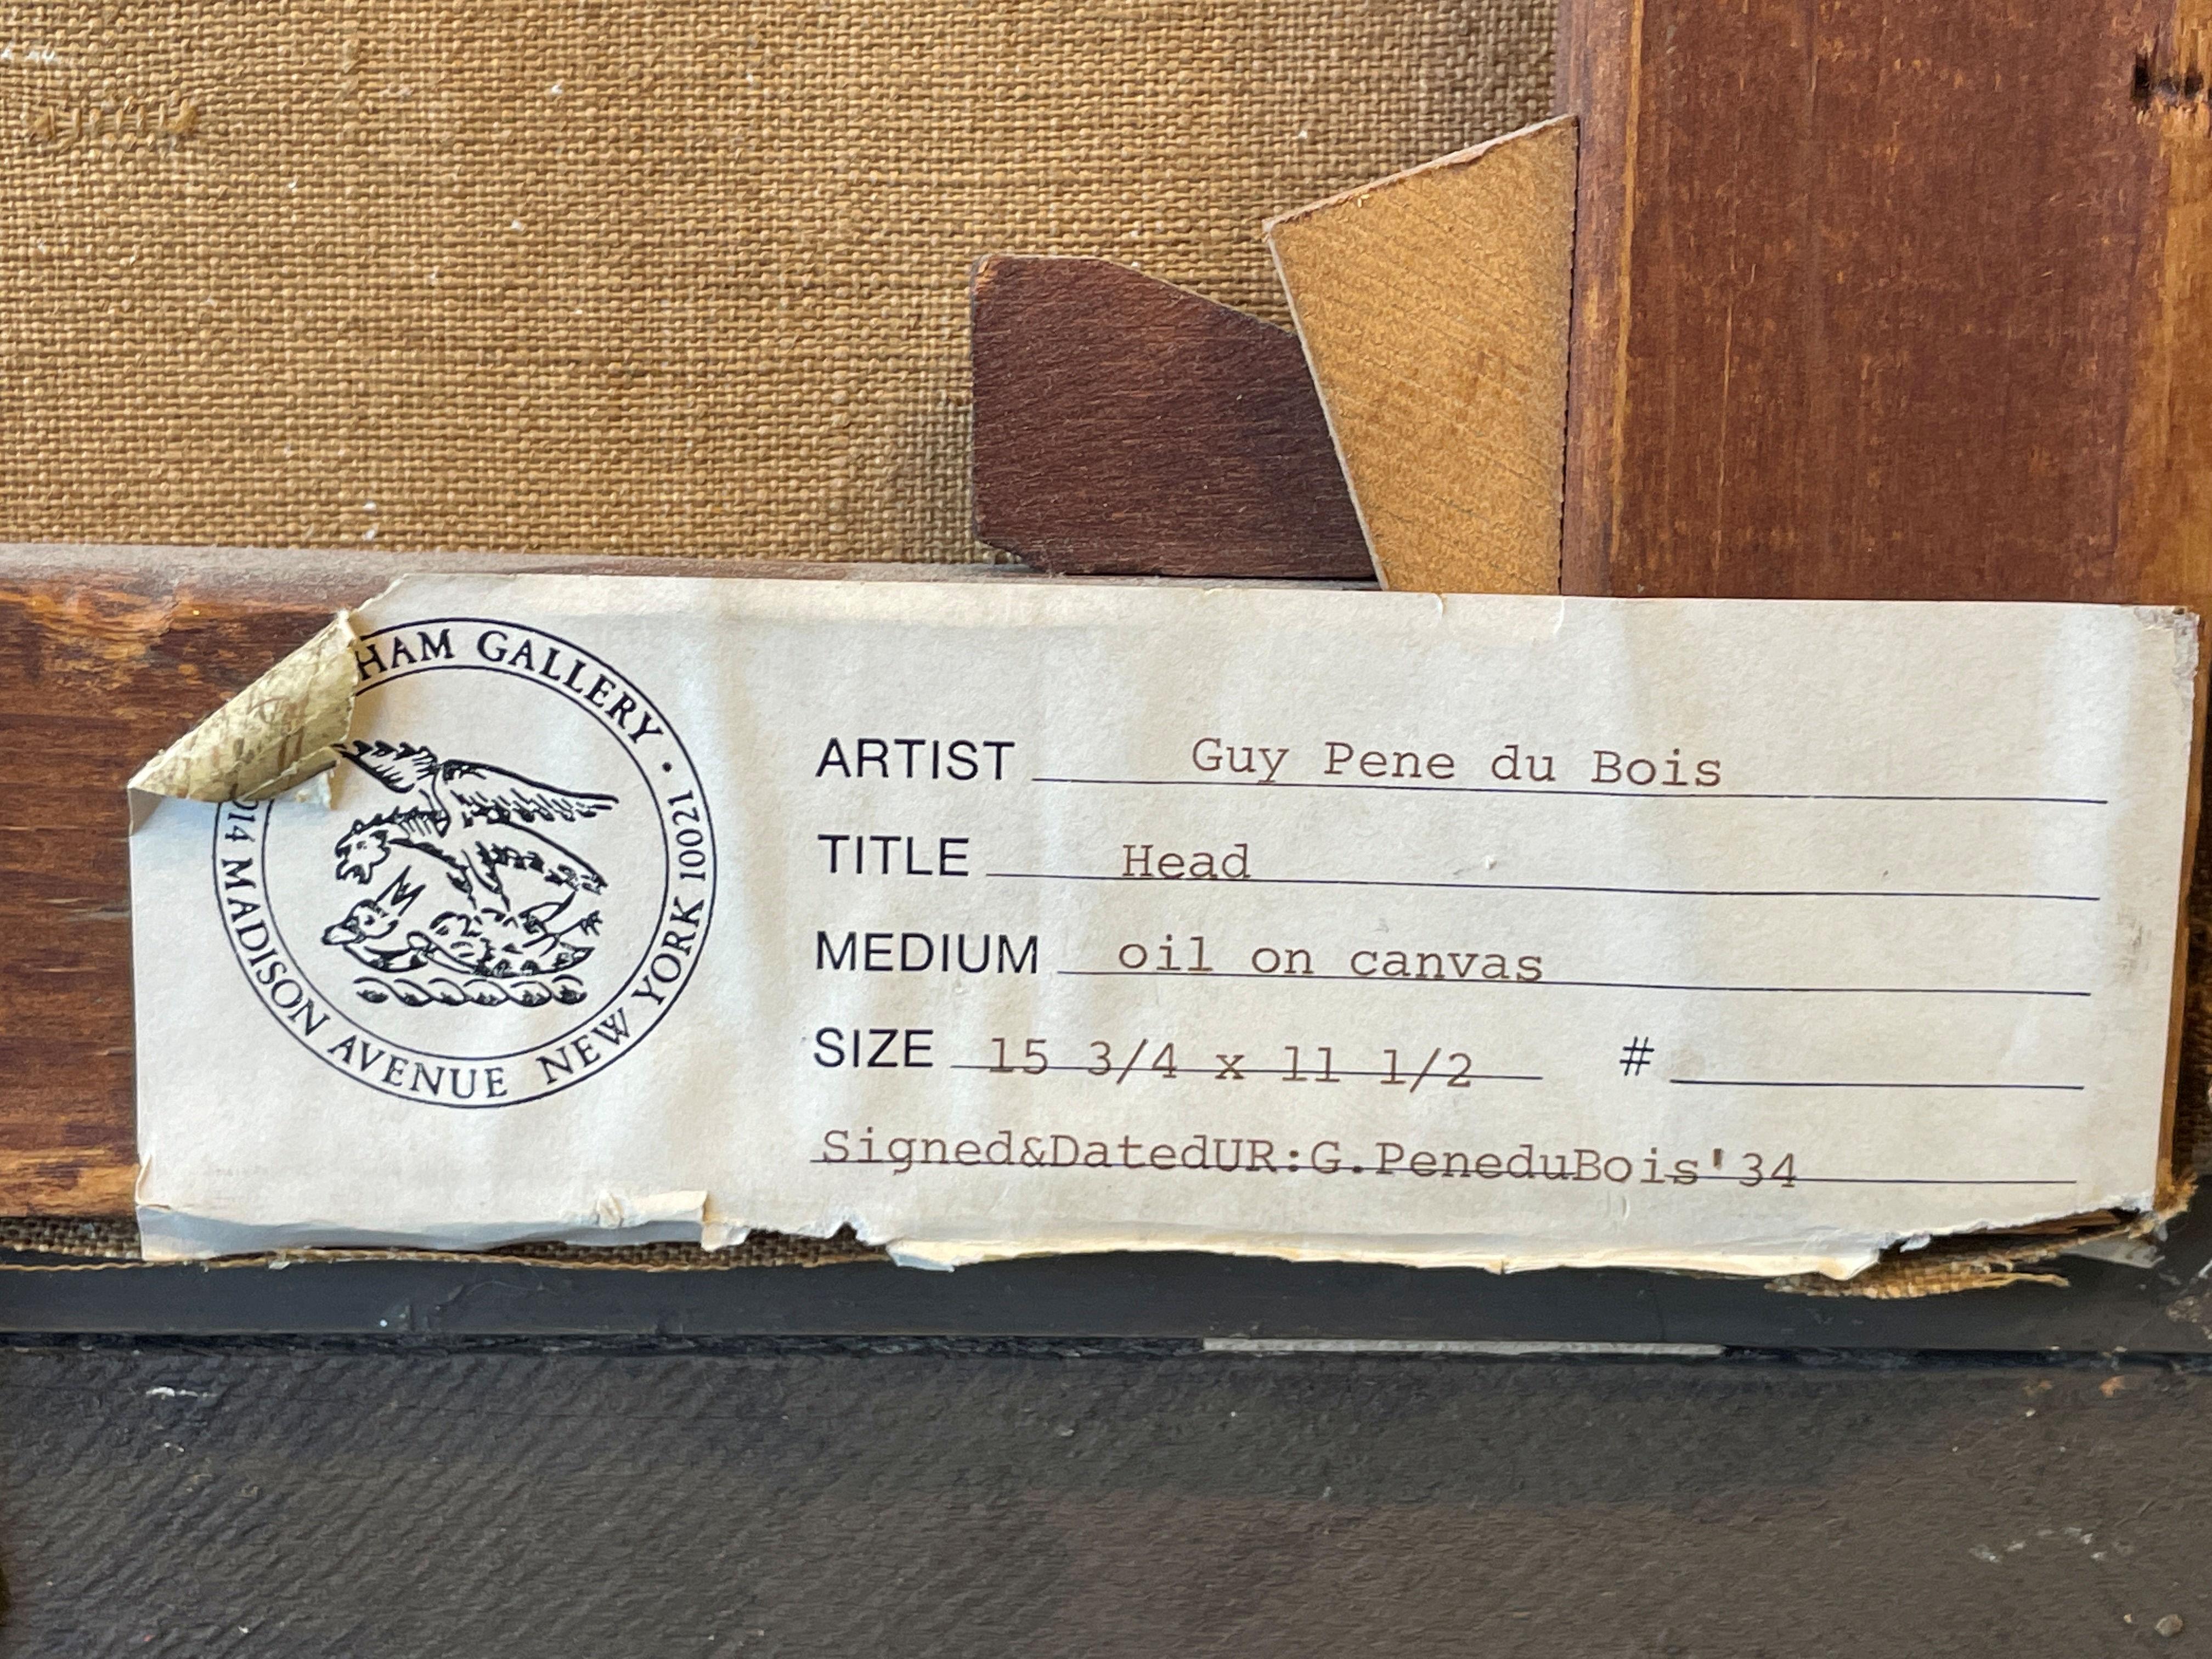 HAM GALLERY •
014 MADISON AVENUE NEW YORK 10021
ARTIST Guy Pene du Bois
TITLE Head
MEDIUM oil on canvas
SIZE 15 3/4 x 11 1/2 #
Signed&DatedUR:G.PeneduBois'34